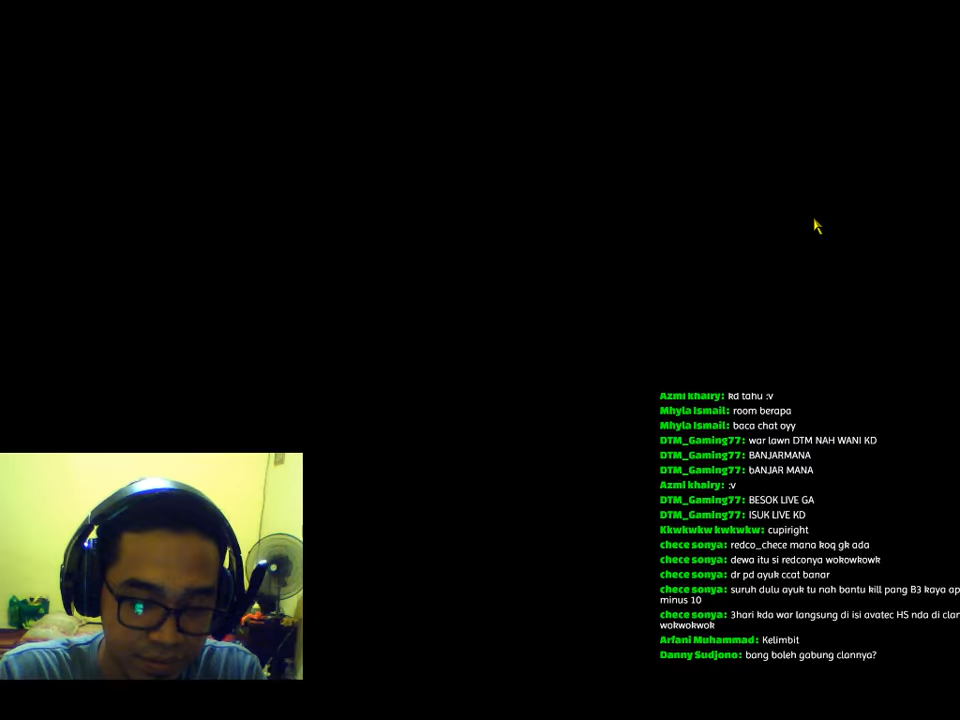 Azmi khairy: kd tahu :v
Mhyla Ismail: room berapa
Mhyla Ismail: baca chat oyy
DTM_Gaming77: war lawn DTM NAH WANI KD
DTM_Gaming77: BANJARMANA
DTM_Gaming77: bANJAR MANA
Azmi khairy: :v
DTM_Gaming77: BESOK LIVE GA
DTM_Gaming77: ISUK LIVE KD
Kkwkwkw kwkwkw: cupiright
chece sonya: redco_chece mana koq gk ada
chece sonya: dewa itu si redconya wokowkowk
chece sonya: dr pd ayuk ccat banar
chece sonya: suruh dulu ayuk tu nah bantu kill pang B3 kaya ap
minus 10
chece sonya: 3hari kda war langsung di isi avatec HS nda di clan
wokwokwok
Arfani Muhammad: Kelimbit
Danny Sudjono: bang boleh gabung clannya?